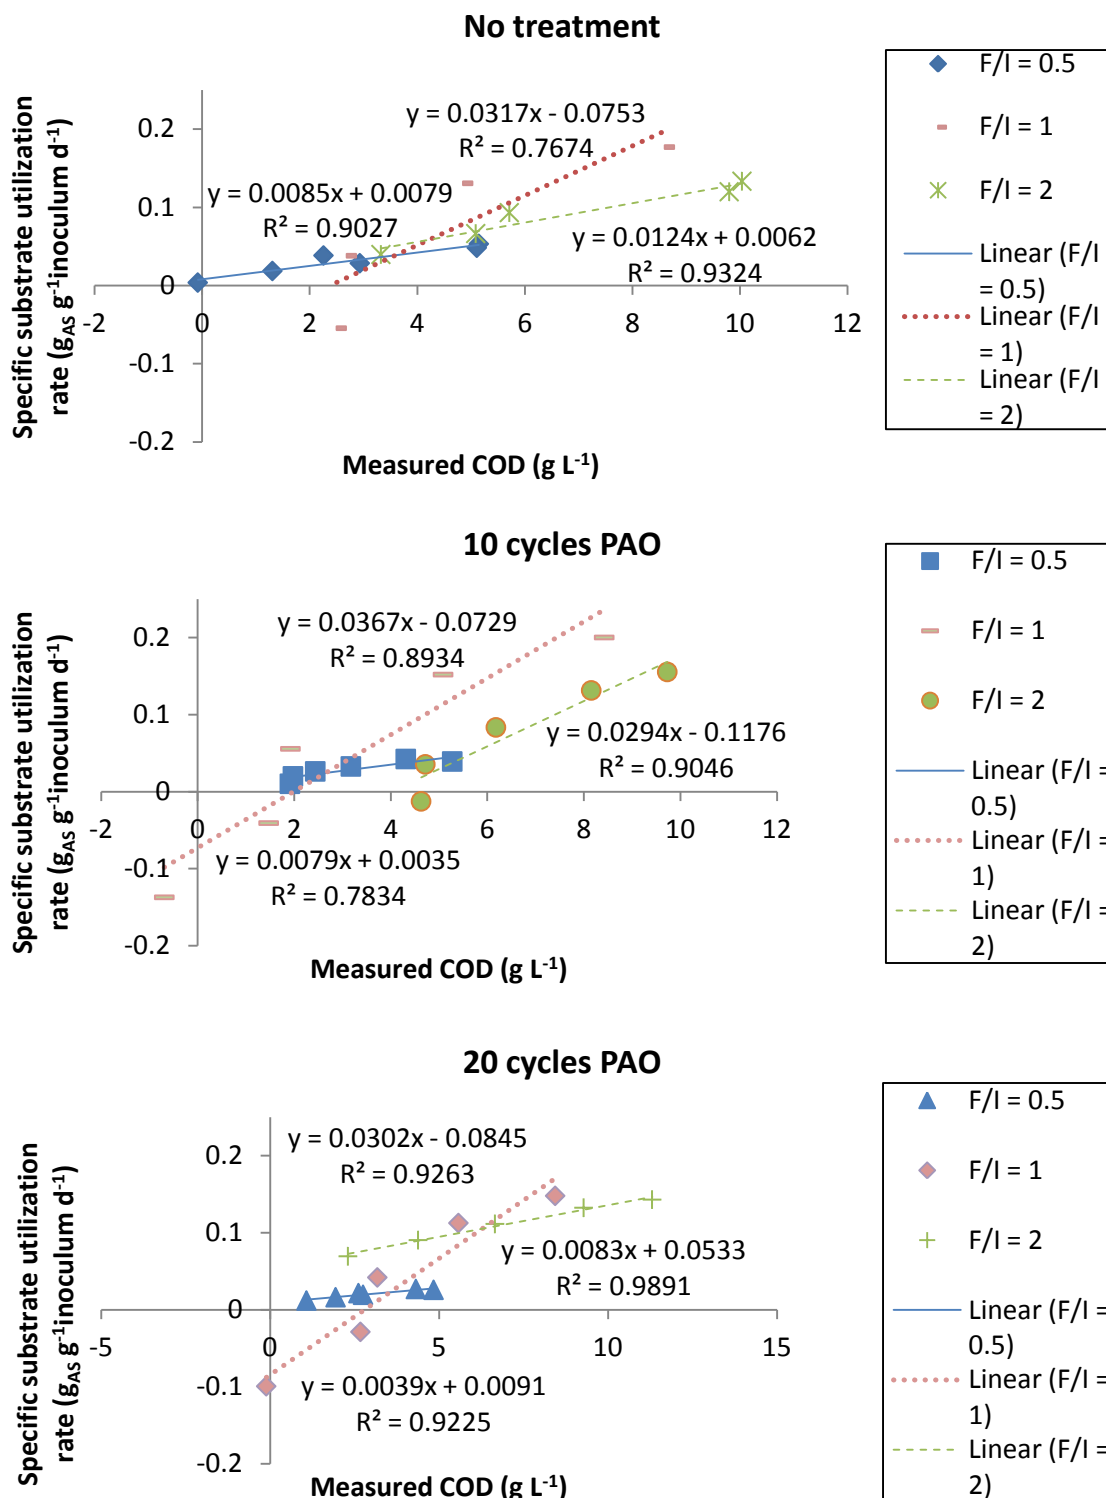 No treatment
Specific substrate utilization
rate (gAS g-1inoculum d-1)
0.2
0.1
0
-0.1
-0.2
-2
0
2
4
6
8
10
12
y = 0.0317x - 0.0753
R² = 0.7674
y = 0.0085x + 0.0079
R² = 0.9027
y = 0.0124x + 0.0062
R² = 0.9324
Measured COD (g L-1)
F/I = 0.5
F/I = 1
F/I = 2
Linear (F/I
= 0.5)
Linear (F/I
= 1)
Linear (F/I
= 2)
10 cycles PAO
Specific substrate utilization
rate (gAS g-1inoculum d-1)
0.2
0.1
0
-0.1
-0.2
-2
0
2
4
6
8
10
12
y = 0.0367x - 0.0729
R² = 0.8934
y = 0.0294x - 0.1176
R² = 0.9046
y = 0.0079x + 0.0035
R² = 0.7834
Measured COD (g L-1)
F/I = 0.5
F/I = 1
F/I = 2
Linear (F/I =
0.5)
Linear (F/I =
1)
Linear (F/I =
2)
20 cycles PAO
Specific substrate utilization
rate (gAS g-1inoculum d-1)
0.2
0.1
0
-0.1
-0.2
-5
0
5
10
15
y = 0.0302x - 0.0845
R² = 0.9263
y = 0.0083x + 0.0533
R² = 0.9891
y = 0.0039x + 0.0091
R² = 0.9225
Measured COD (g L-1)
F/I = 0.5
F/I = 1
F/I = 2
Linear (F/I =
0.5)
Linear (F/I =
1)
Linear (F/I =
2)